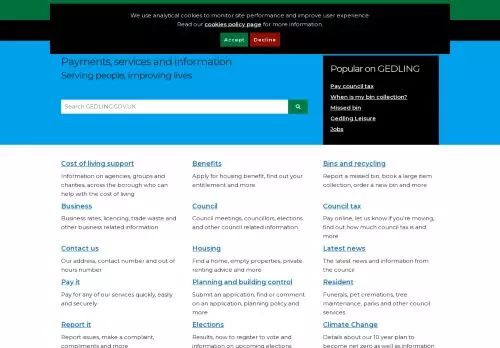 We use analytical cookies to monitor site performance and improve user experience
Read our cookies policy page for more information.
Accept Decline
Payments, services and information
Serving people, improving lives
Search GEDLING.GOV.UK
Popular on GEDLING
Pay council tax
When is my bin collection?
Missed bin
Gedling Leisure
Jobs
Cost of living support
Information on agencies, groups and
charities, across the borough who can
help with the cost of living
Benefits
Apply for housing benefit, find out your
entitlement and more
Bins and recycling
Report a missed bin, book a large
item collection, order a new bin and more
Business
Business rates, licencing, trade waste and
other business related information
Council
Council meetings, councillors, elections
and other council related information
Council tax
Pay online, let us know if you're moving,
find out how much council tax is and
more
Contact us
Our address, contact number and out of
hours number
Housing
Find a home, empty properties, private
renting advice and more
Latest news
The latest news and information from
the council
Pay it
Pay for any of our services quickly, easily
and securely
Planning and building control
Submit an application, find or comment
on an application, planning policy and
more
Resident
Funerals, pet cremations, tree
maintenance, parks and other council
services
Report it
Report issues, make a complaint,
compliments and more
Elections
Results, how to register to vote and
information on upcoming elections
Climate Change
Details about our 10 year plan to
become net zero as well as information